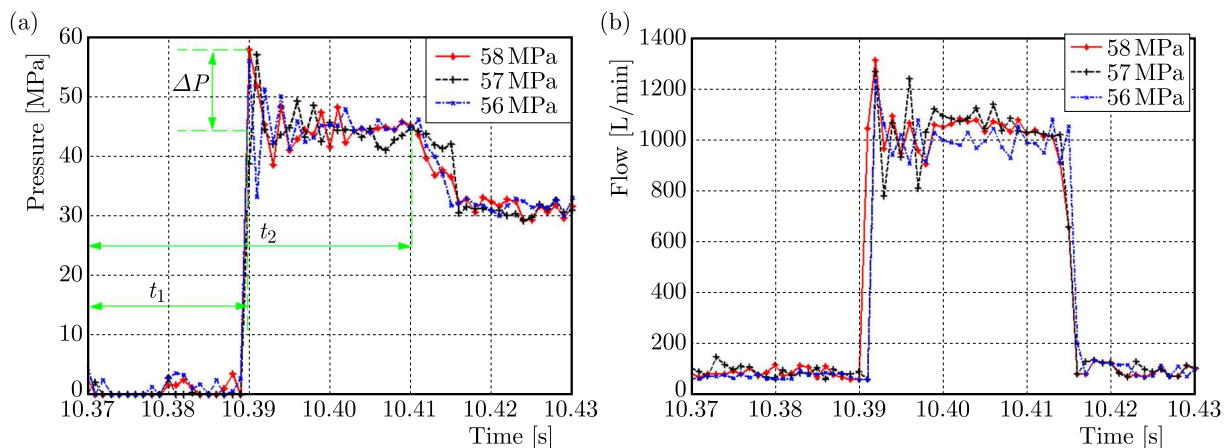 (a)
Pressure [MPa]
60
50
40
30
20
10
0
ΔP
58 MPa
57 MPa
56 MPa
t₂
t₁
10.37 10.38 10.39 10.40 10.41 10.42 10.43
Time [s]
(b)
Flow [L/min]
1400
1200
1000
800
600
400
200
0
58 MPa
57 MPa
56 MPa
10.37 10.38 10.39 10.40 10.41 10.42 10.43
Time [s]